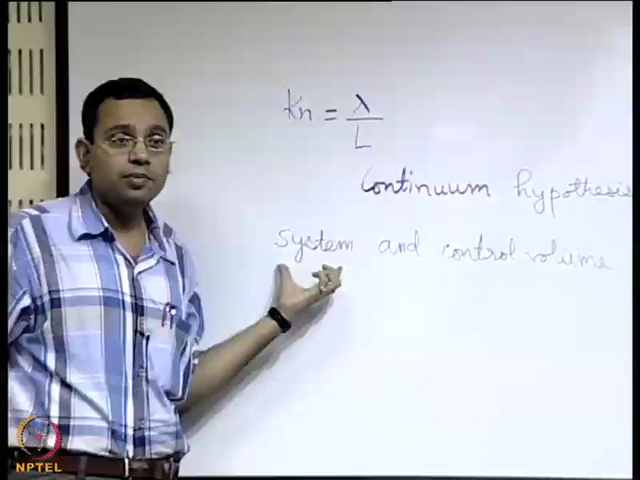 Kn = λ / L
Continuum hypothesis
System and control volume
NPTEL